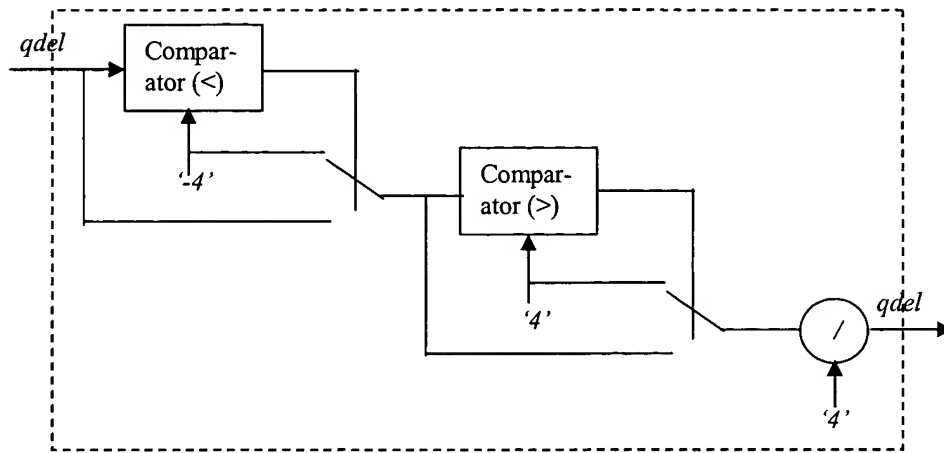 qdel
Compar-
ator (<)
‘-4’
Compar-
ator (>)
‘4’
/
qdel
‘4’